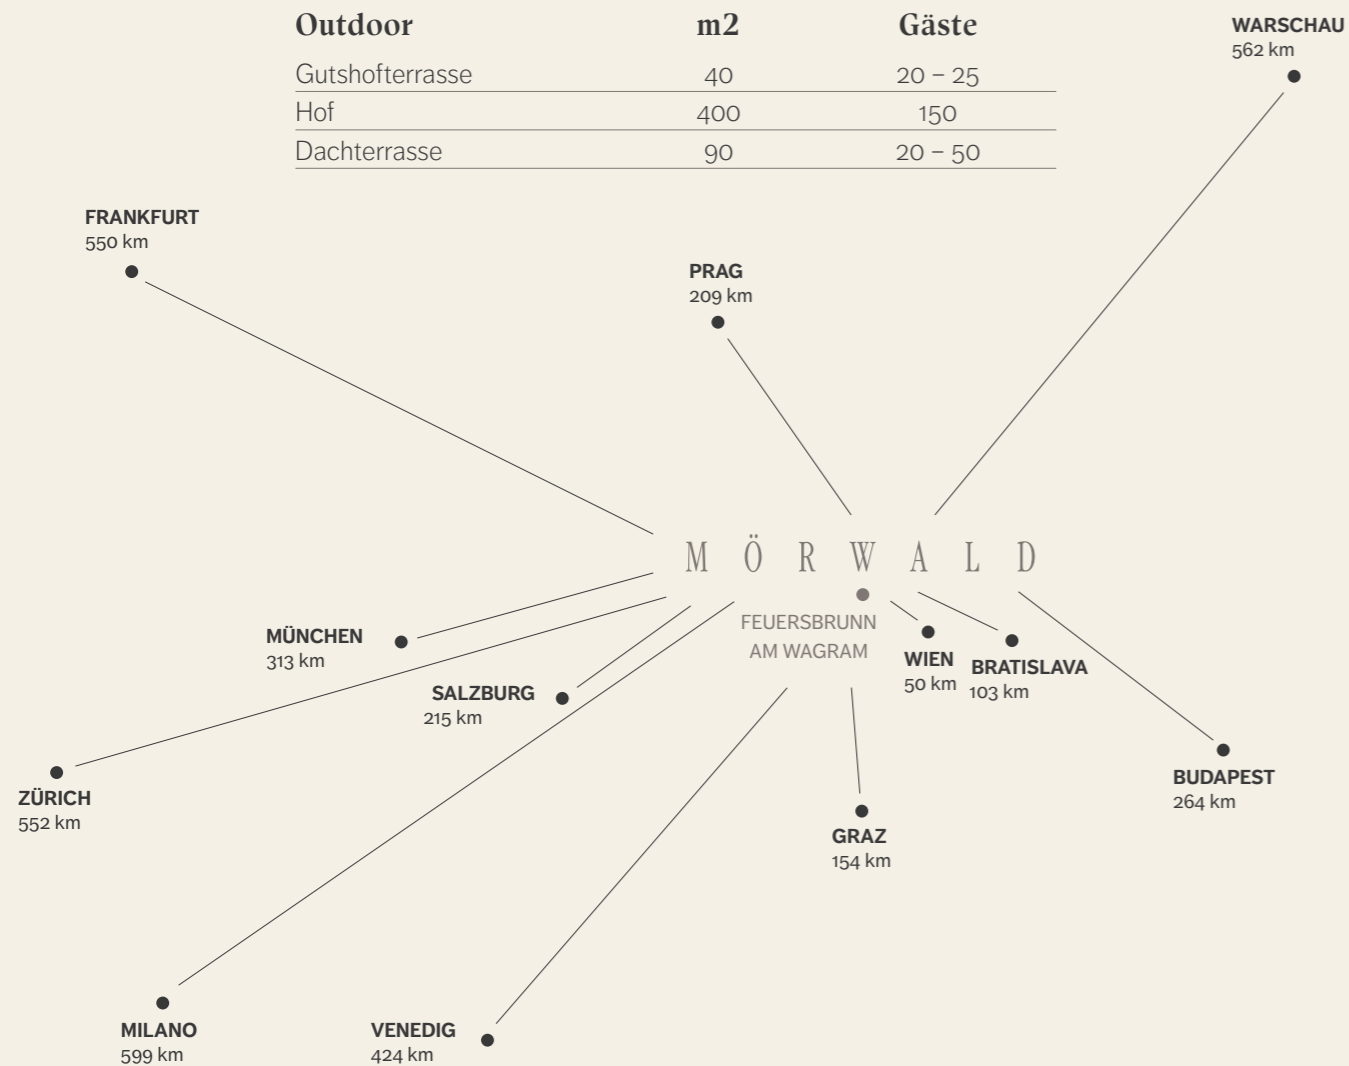 Outdoor m2 Gäste
Gutshofterrasse 40 20 – 25
Hof 400 150
Dachterrasse 90 20 – 50
WARSCHAU
562 km
FRANKFURT
550 km
PRAG
209 km
MÖRWALD
FEUERSBRUNN
AM WAGRAM
MÜNCHEN
313 km
SALZBURG
215 km
WIEN
50 km
BRATISLAVA
103 km
ZÜRICH
552 km
BUDAPEST
264 km
GRAZ
154 km
MILANO
599 km
VENEDIG
424 km